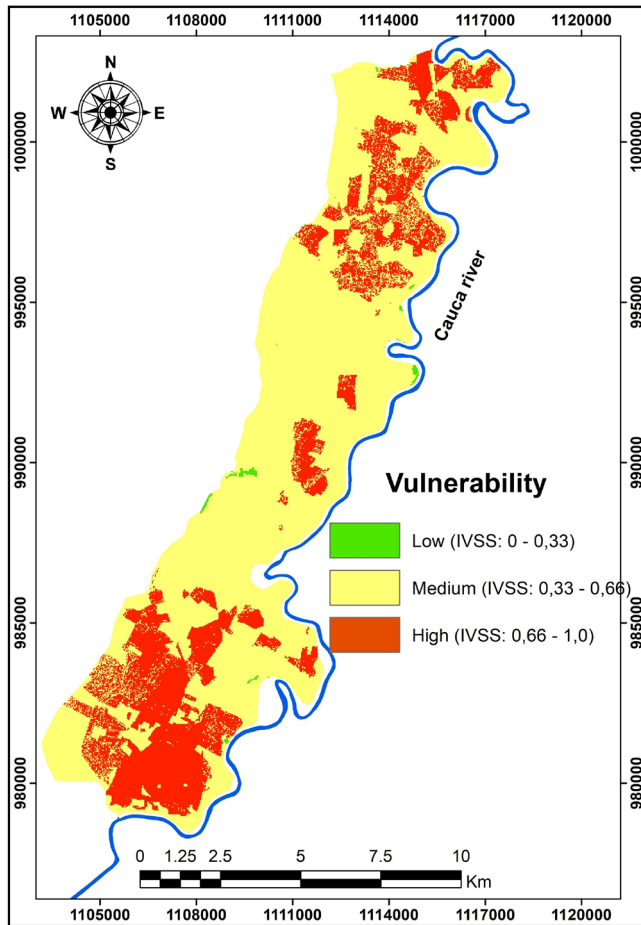 1105000 1108000 1111000 1114000 1117000 1120000
N
W E
S
1000000 1000000
995000 995000
Cauca river
990000 990000
Vulnerability
Low (IVSS: 0 - 0,33)
Medium (IVSS: 0,33 - 0,66)
985000 985000
High (IVSS: 0,66 - 1,0)
980000 980000
0 1.25 2.5 5 7.5 10
Km
1105000 1108000 1111000 1114000 1117000 1120000